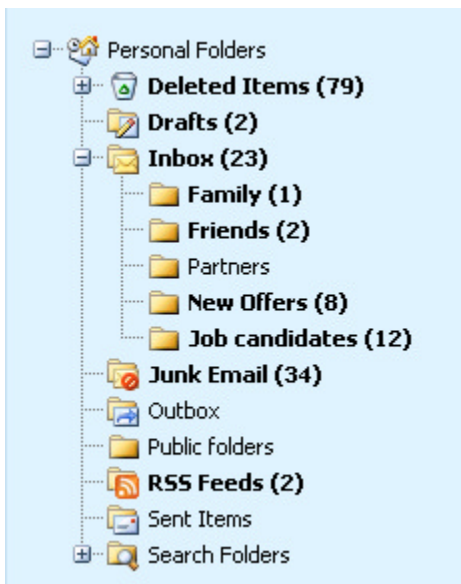 Personal Folders
Deleted Items (79)
Drafts (2)
Inbox (23)
Family (1)
Friends (2)
Partners
New Offers (8)
Job candidates (12)
Junk Email (34)
Outbox
Public folders
RSS Feeds (2)
Sent Items
Search Folders